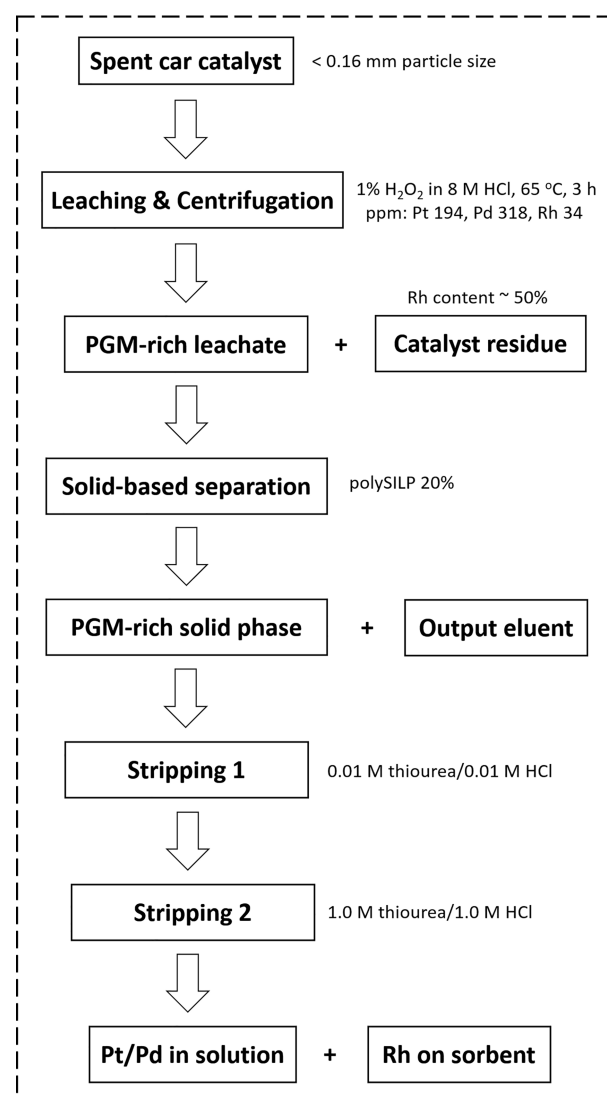 Spent car catalyst
< 0.16 mm particle size
Leaching & Centrifugation
1% H₂O₂ in 8 M HCl, 65 ºC, 3 h
ppm: Pt 194, Pd 318, Rh 34
Rh content ~ 50%
PGM-rich leachate + Catalyst residue
Solid-based separation
polySILP 20%
PGM-rich solid phase + Output eluent
Stripping 1
0.01 M thiourea/0.01 M HCl
Stripping 2
1.0 M thiourea/1.0 M HCl
Pt/Pd in solution + Rh on sorbent